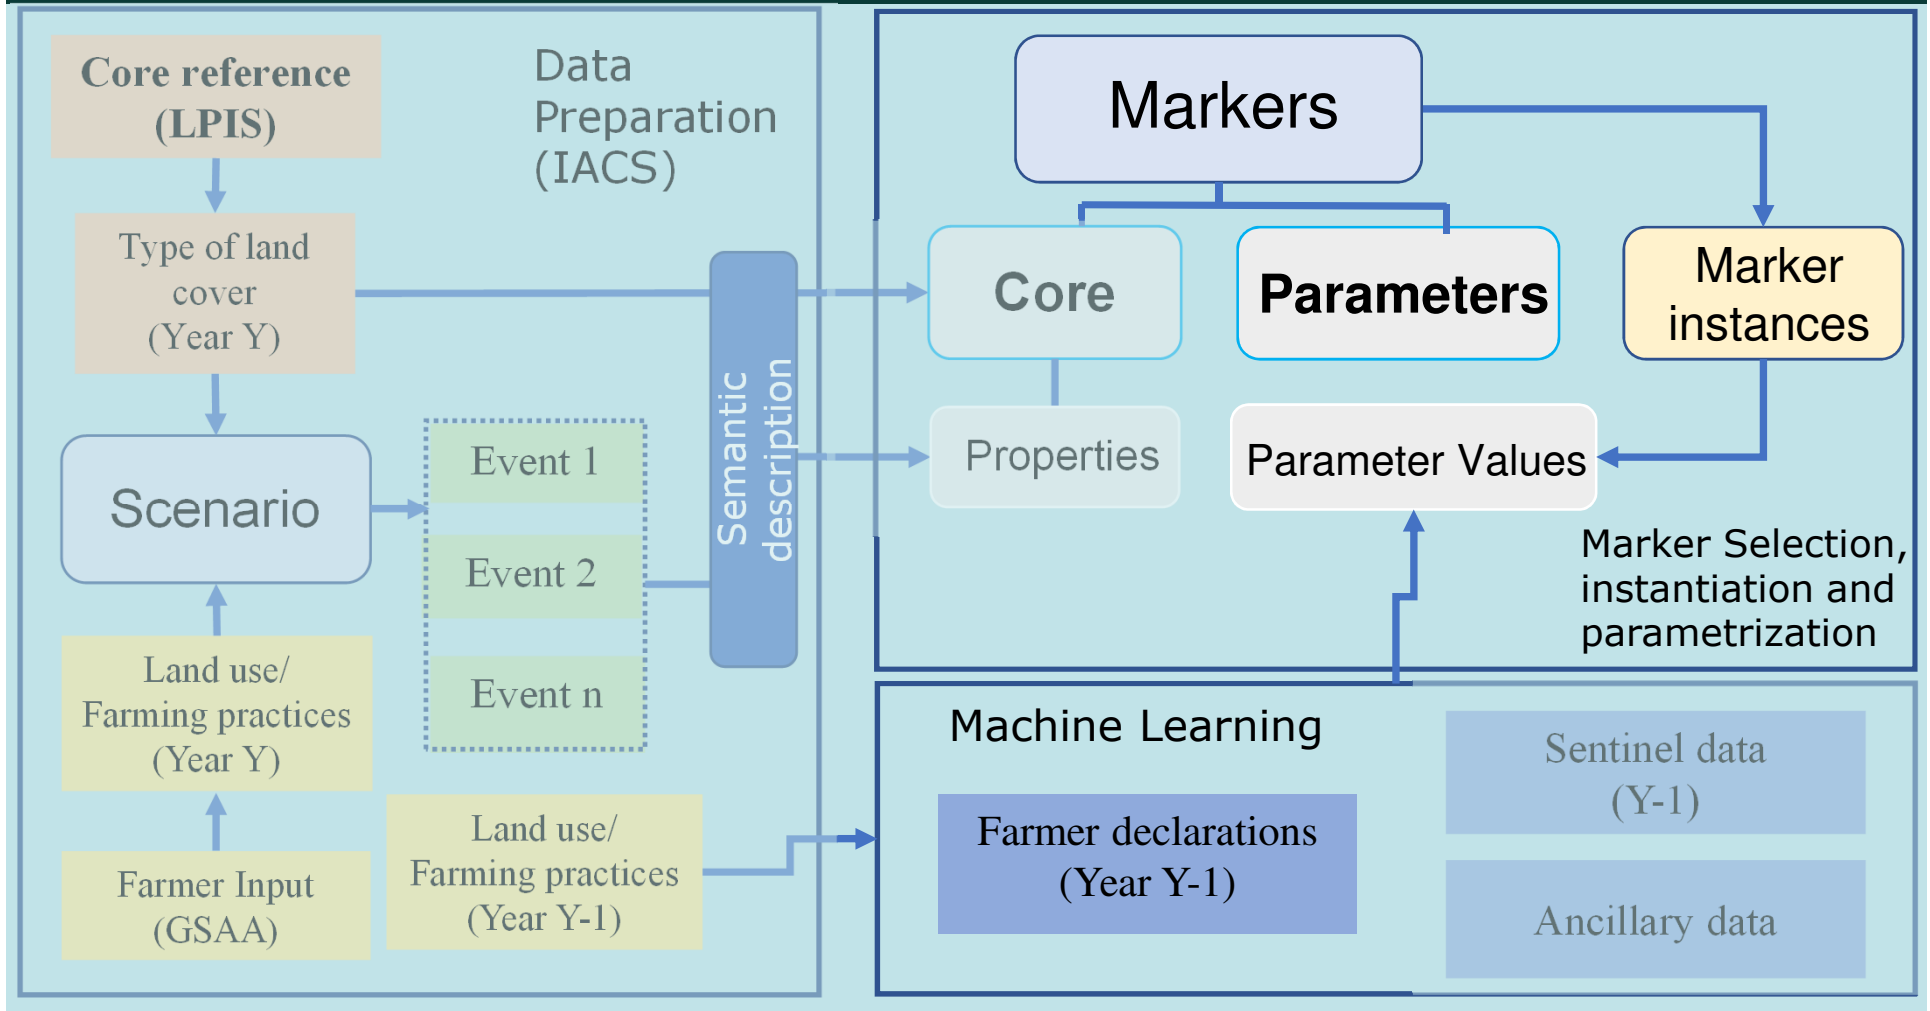 Core reference
(LPIS)
Data
Preparation
(IACS)
Type of land
cover
(Year Y)
Scenario
Event 1
Event 2
Event n
Semantic
description
Land use/
Farming practices
(Year Y)
Farmer Input
(GSAA)
Land use/
Farming practices
(Year Y-1)
Markers
Core
Parameters
Marker
instances
Properties
Parameter Values
Marker Selection,
instantiation and
parametrization
Machine Learning
Farmer declarations
(Year Y-1)
Sentinel data
(Y-1)
Ancillary data